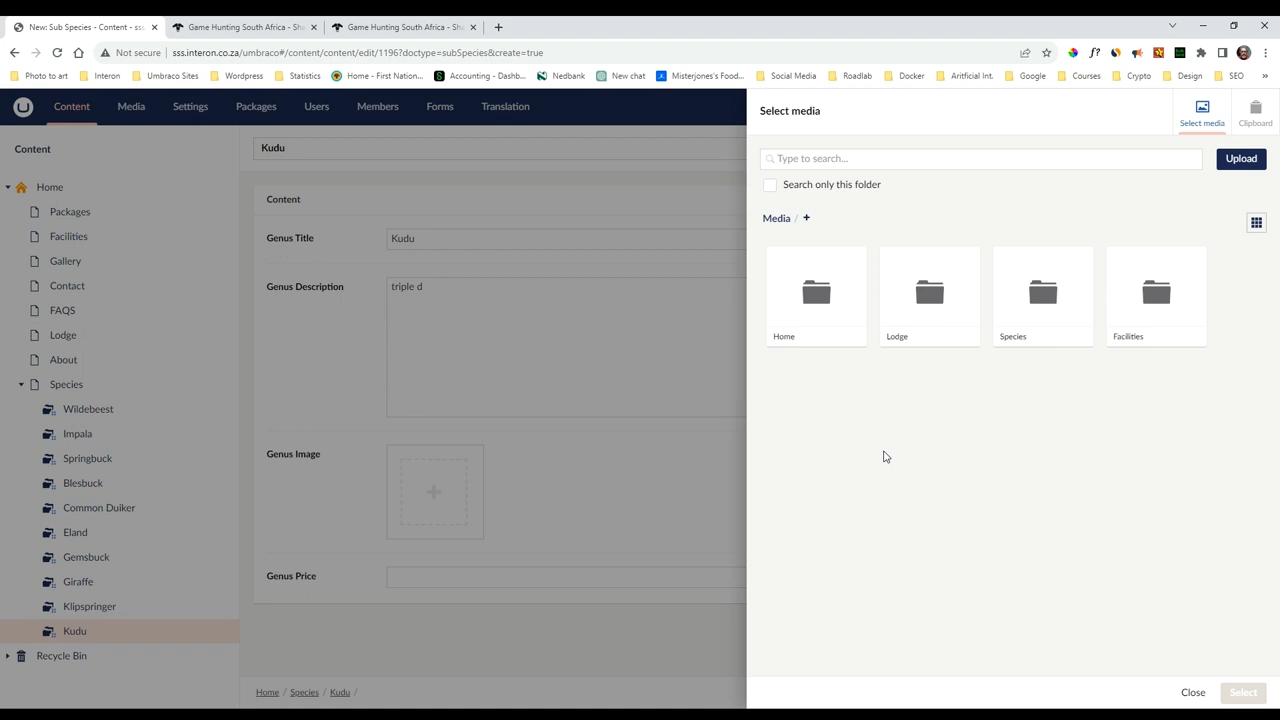 New: Sub Species - Content - sss
Game Hunting South Africa - Sha
Game Hunting South Africa - Sha
Not secure
sss.interon.co.za/umbraco#/content/content/edit/1196?doctype=subSpecies&create=true
Photo to art
Interon
Umbraco Sites
Wordpress
Statistics
Home - First Nation...
Accounting - Dashb...
Nedbank
New chat
Misterjones's Food...
Social Media
Roadlab
Docker
Aritficial Int.
Google
Courses
Crypto
Design
SEO
Content
Media
Settings
Packages
Users
Members
Forms
Translation
Content
Home
Packages
Facilities
Gallery
Contact
FAQS
Lodge
About
Species
Wildebeest
Impala
Springbuck
Blesbuck
Common Duiker
Eland
Gemsbuck
Giraffe
Klipspringer
Kudu
Recycle Bin
Kudu
Content
Genus Title
Kudu
Genus Description
triple d
Genus Image
Genus Price
Home / Species / Kudu /
Select media
Select media
Clipboard
Type to search...
Upload
Search only this folder
Media / +
Home
Lodge
Species
Facilities
Close
Select